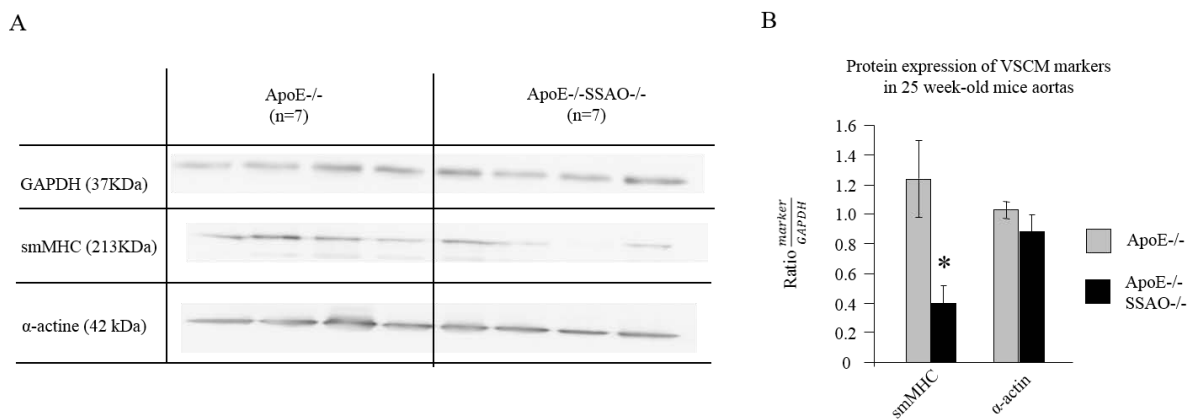 A
ApoE-/-
(n=7)
ApoE-/-SSAO-/-
(n=7)
GAPDH (37KDa)
smMHC (213KDa)
α-actine (42 kDa)
B
Protein expression of VSCM markers
in 25 week-old mice aortas
Ratio marker/GAPDH
1.6
1.4
1.2
1.0
0.8
0.6
0.4
0.2
0
*
smMHC
α-actin
ApoE-/-
ApoE-/-
SSAO-/-